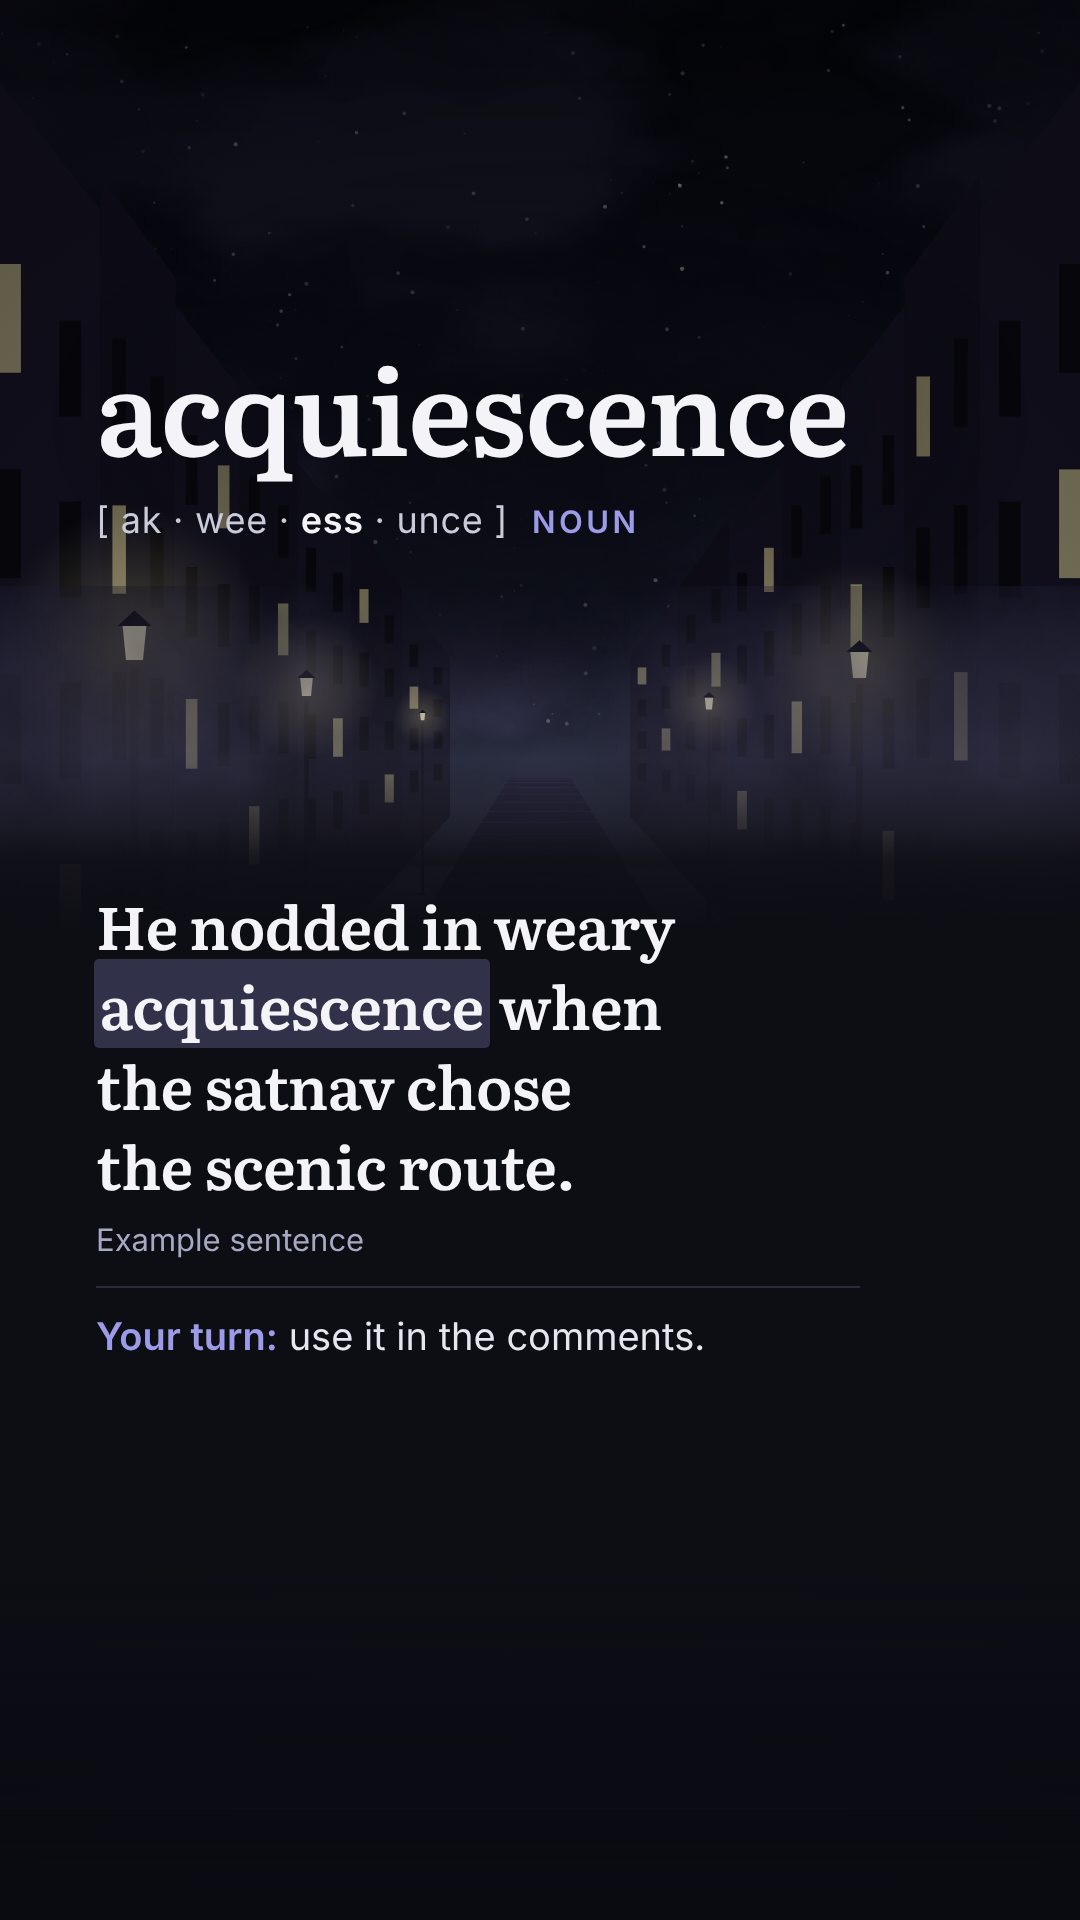 acquiescence
[ ak · wee · ess · unce ] NOUN
He nodded in weary
acquiescence when
the satnav chose
the scenic route.
Example sentence
Your turn: use it in the comments.